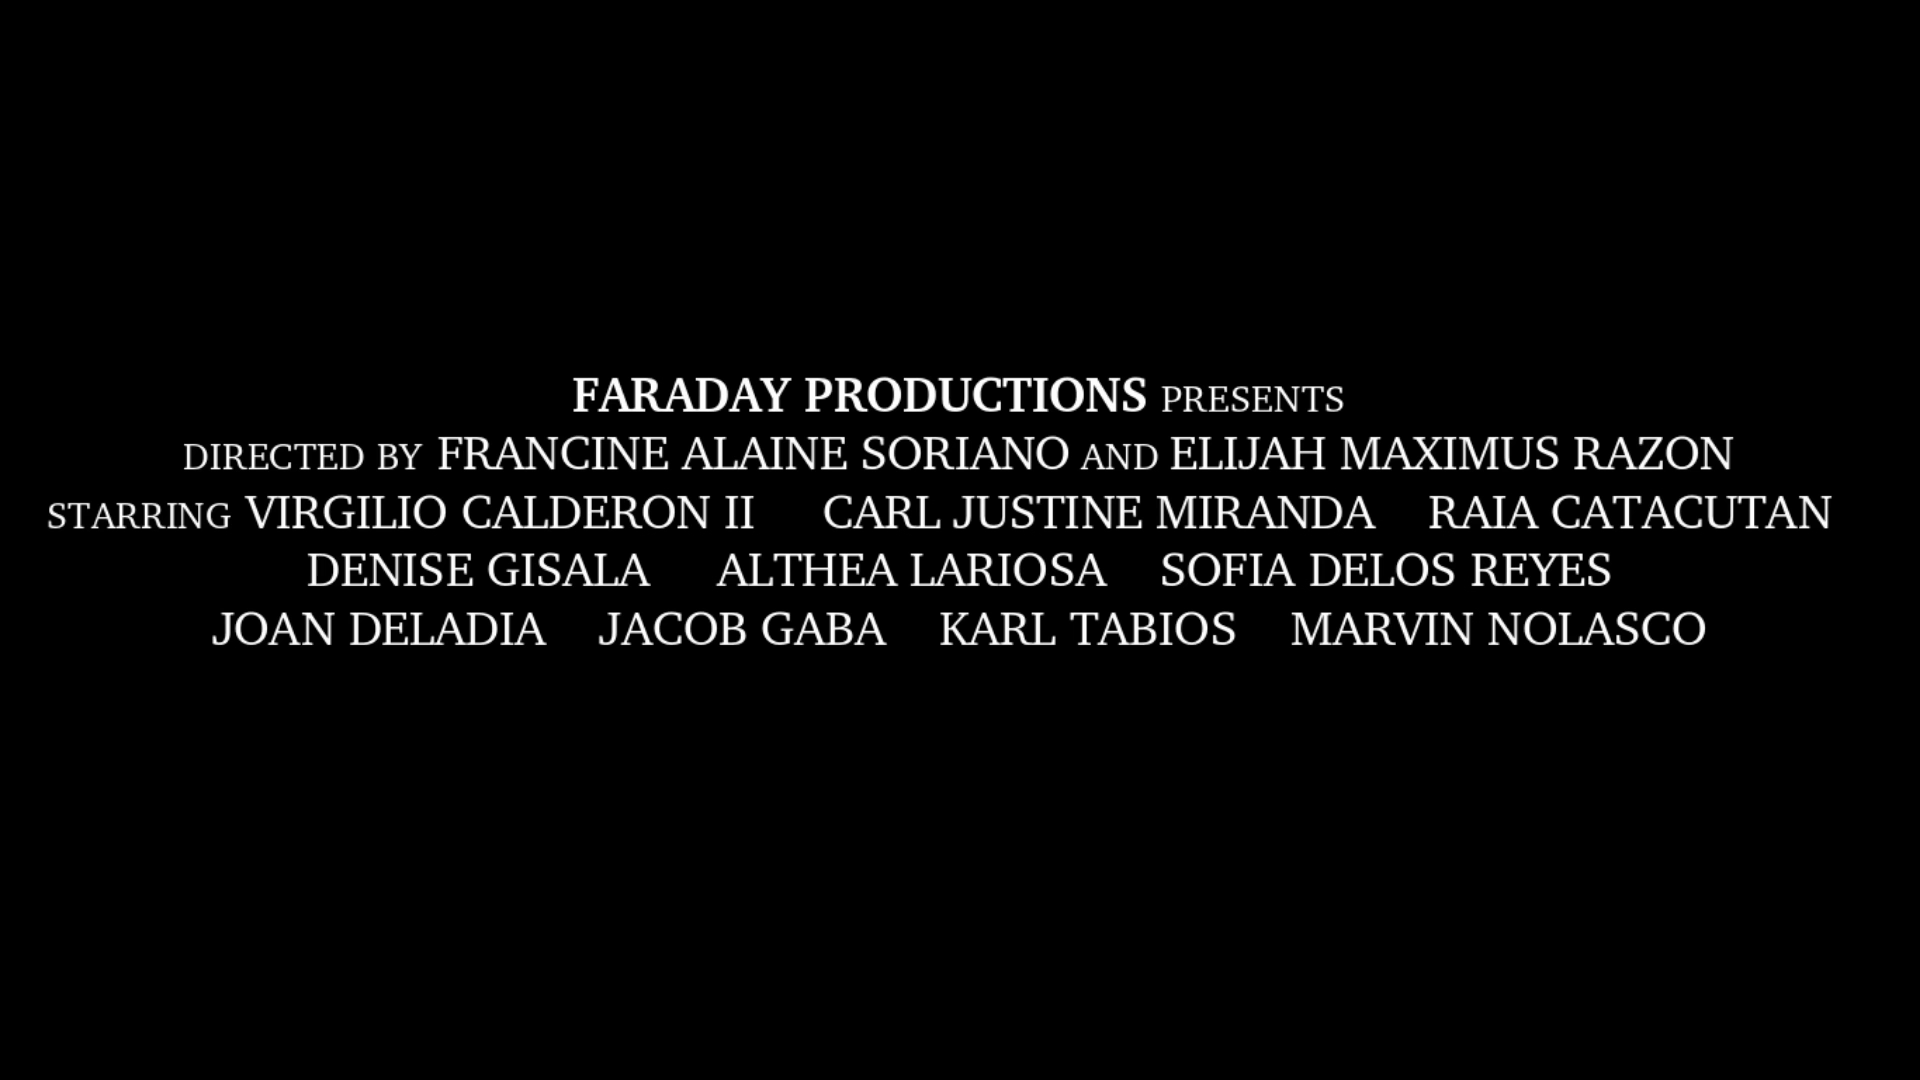 FARADAY PRODUCTIONS PRESENTS
DIRECTED BY FRANCINE ALAINE SORIANO AND ELIJAH MAXIMUS RAZON
STARRING VIRGILIO CALDERON II CARL JUSTINE MIRANDA RAIA CATACUTAN
DENISE GISALA ALTHEA LARIOSA SOFIA DELOS REYES
JOAN DELADIA JACOB GABA KARL TABIOS MARVIN NOLASCO